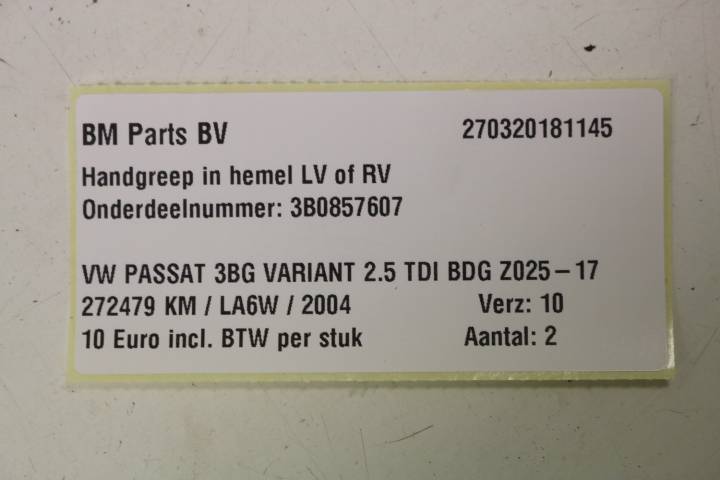 BM Parts BV 270320181145
Handgreep in hemel LV of RV
Onderdeelnummer: 3B0857607
VW PASSAT 3BG VARIANT 2.5 TDI BDG Z025-17
272479 KM / LA6W / 2004 Verz: 10
10 Euro incl. BTW per stuk Aantal: 2